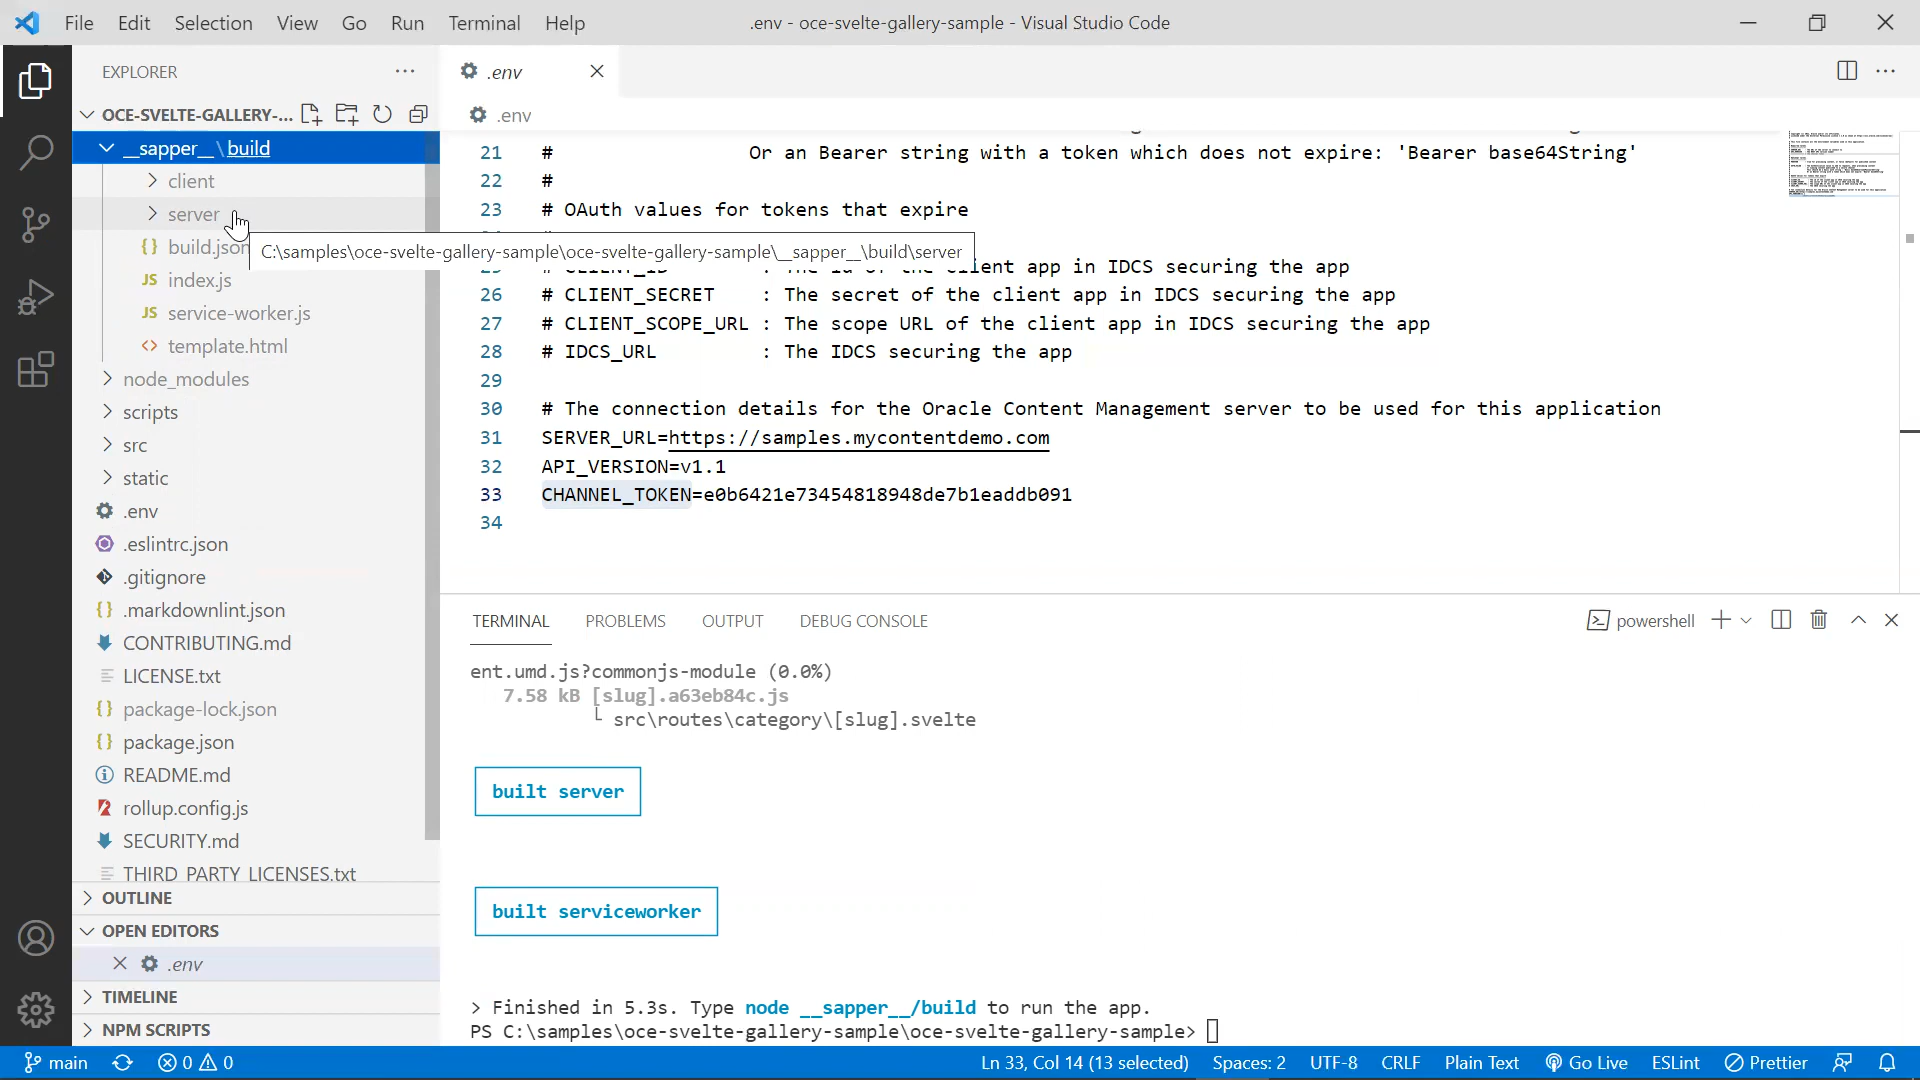 File Edit Selection View Go Run Terminal Help
.env - oce-svelte-gallery-sample - Visual Studio Code
EXPLORER
OCE-SVELTE-GALLERY-...
__sapper__ \ build
client
server
build.json
index.js
service-worker.js
template.html
node_modules
scripts
src
static
.env
.eslintrc.json
.gitignore
.markdownlint.json
CONTRIBUTING.md
LICENSE.txt
package-lock.json
package.json
README.md
rollup.config.js
SECURITY.md
THIRD_PARTY_LICENSES.txt
OUTLINE
OPEN EDITORS
.env
TIMELINE
NPM SCRIPTS
C:\samples\oce-svelte-gallery-sample\oce-svelte-gallery-sample\__sapper__\build\server
.env
.env
21 # Or an Bearer string with a token which does not expire: 'Bearer base64String'
22 #
23 # OAuth values for tokens that expire
25 # CLIENT_ID : The id of the client app in IDCS securing the app
26 # CLIENT_SECRET : The secret of the client app in IDCS securing the app
27 # CLIENT_SCOPE_URL : The scope URL of the client app in IDCS securing the app
28 # IDCS_URL : The IDCS securing the app
29
30 # The connection details for the Oracle Content Management server to be used for this application
31 SERVER_URL=https://samples.mycontentdemo.com
32 API_VERSION=v1.1
33 CHANNEL_TOKEN=e0b6421e73454818948de7b1eaddb091
34
TERMINAL PROBLEMS OUTPUT DEBUG CONSOLE
powershell
ent.umd.js?commonjs-module (0.0%)
7.58 kB [slug].a63eb84c.js
└ src\routes\category\[slug].svelte
built server
built serviceworker
> Finished in 5.3s. Type node __sapper__/build to run the app.
PS C:\samples\oce-svelte-gallery-sample\oce-svelte-gallery-sample>
main 0 0
Ln 33, Col 14 (13 selected) Spaces: 2 UTF-8 CRLF Plain Text Go Live ESLint Prettier